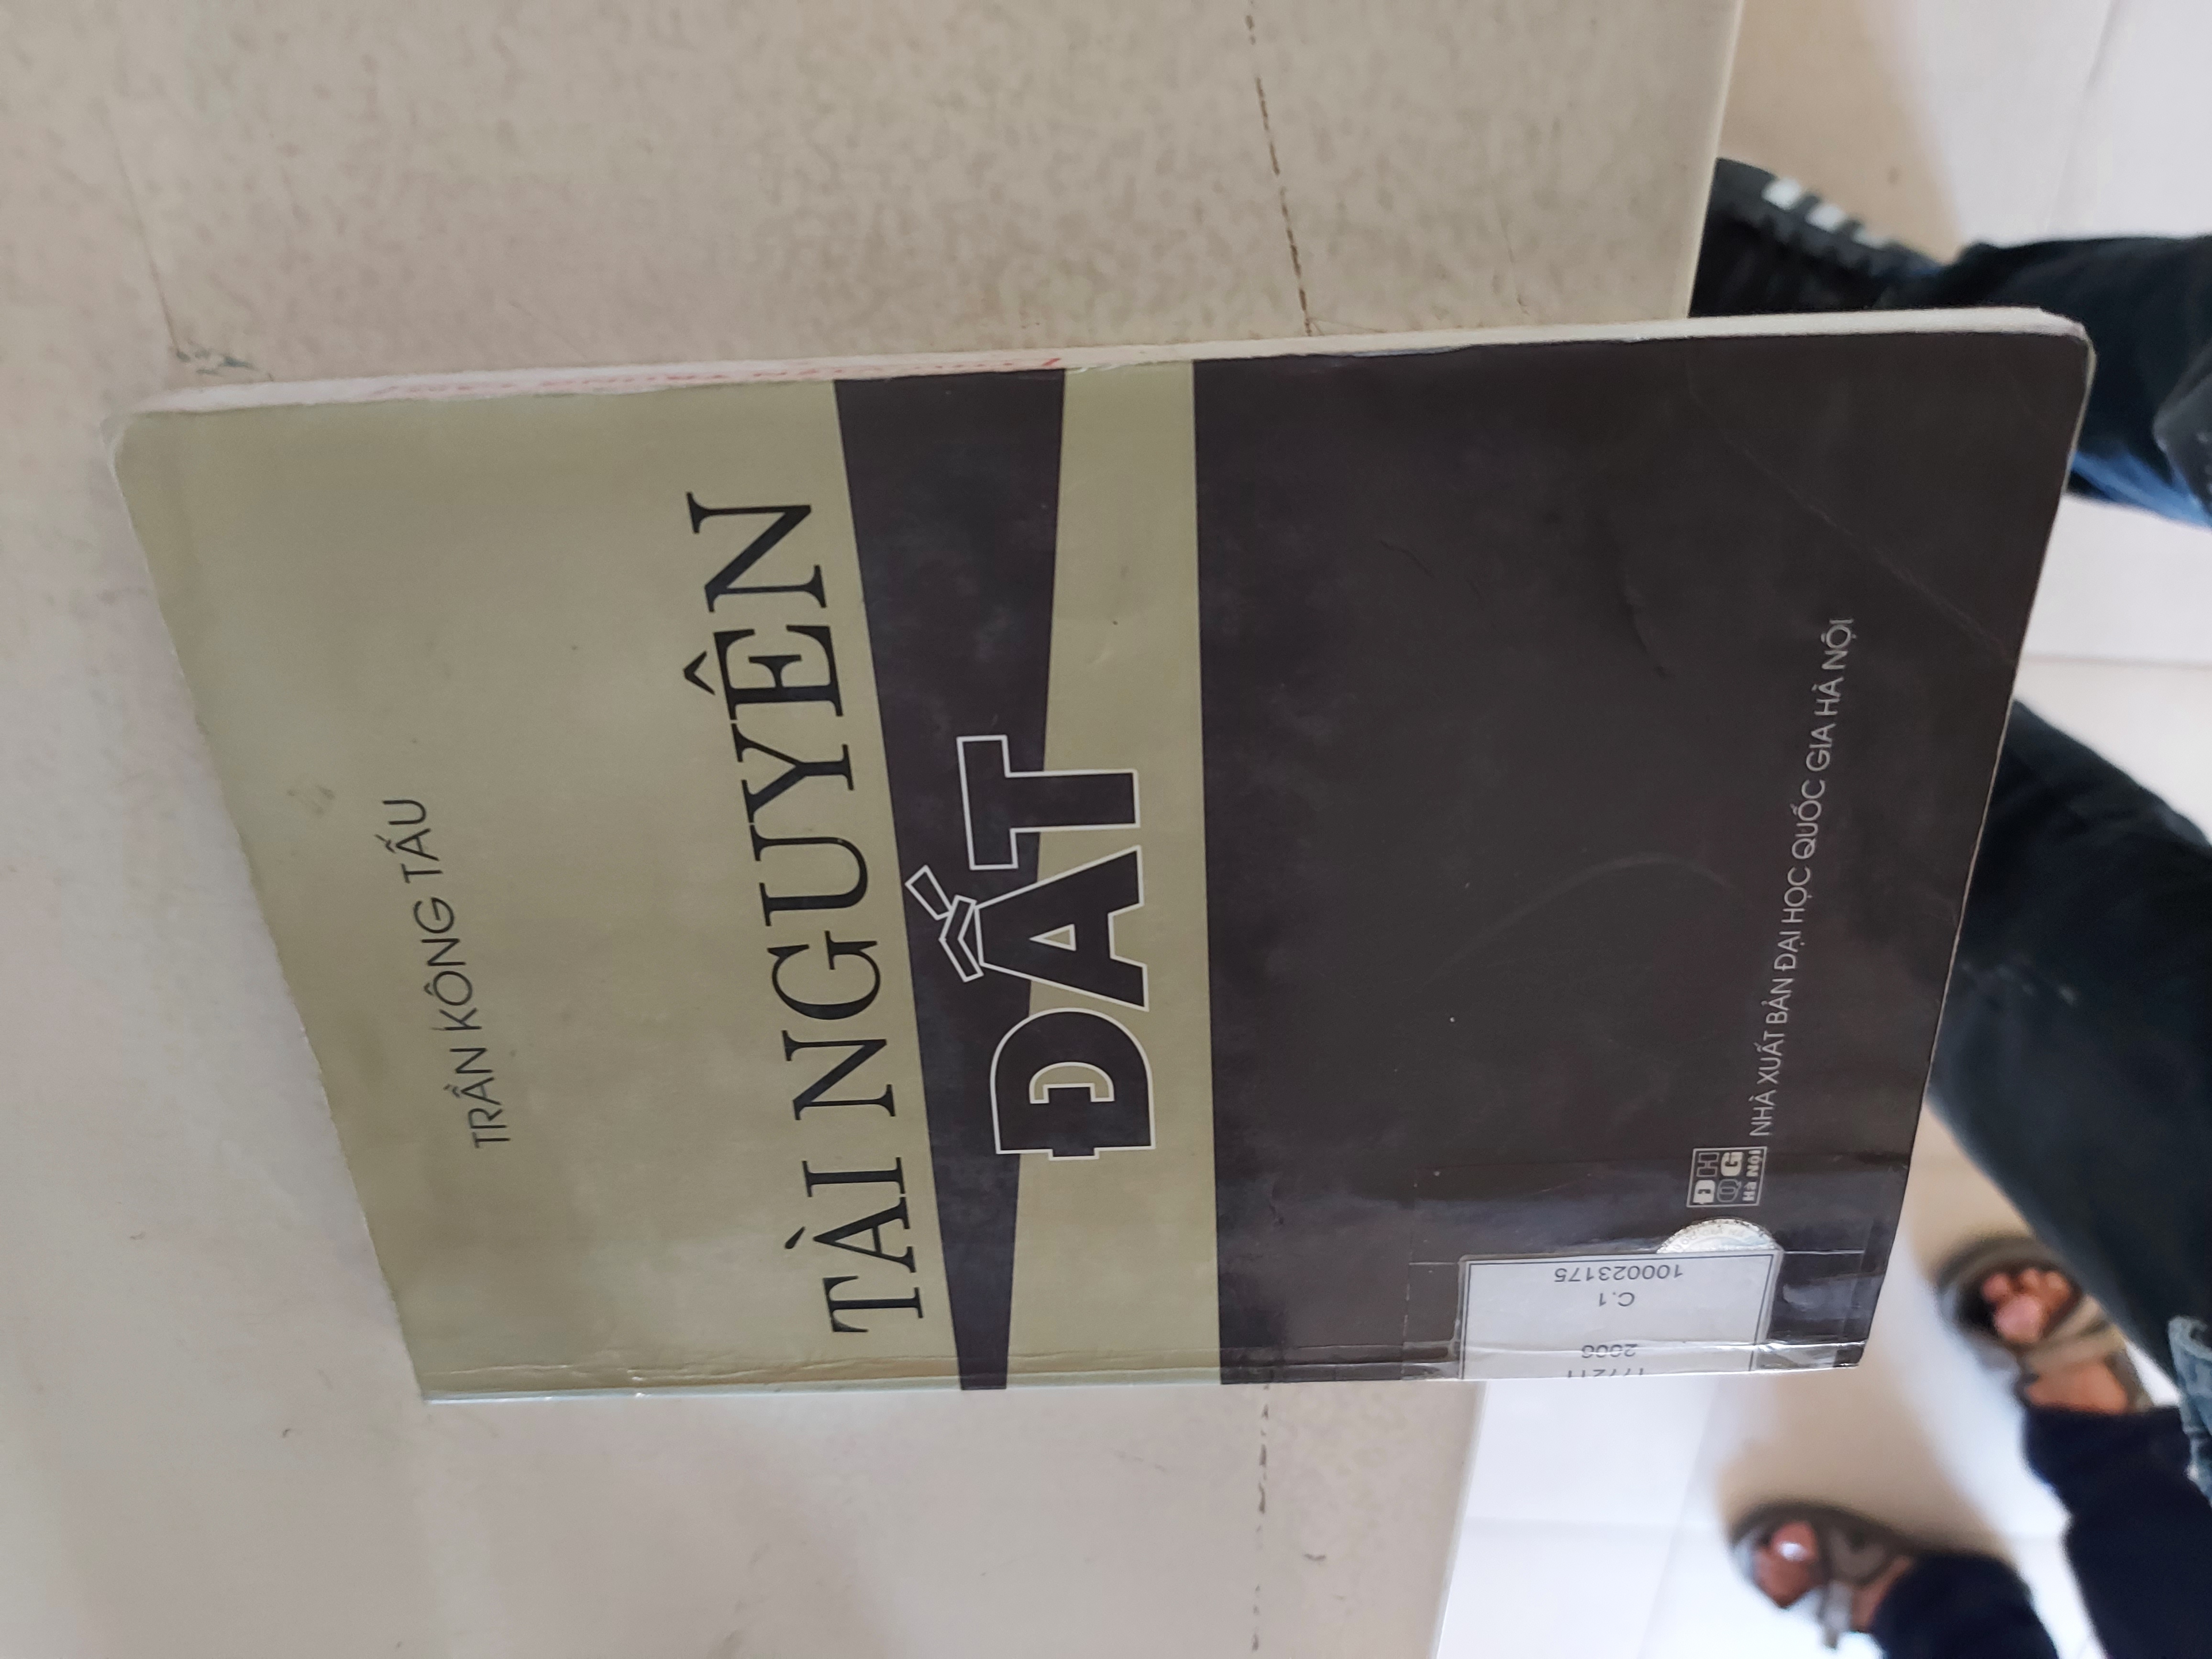 TRẦN KÔNG TẤU
TÀI NGUYÊN
ĐẤT
2006
C.1
100023175
ĐH
QG
Hà Nội
NHÀ XUẤT BẢN ĐẠI HỌC QUỐC GIA HÀ NỘI